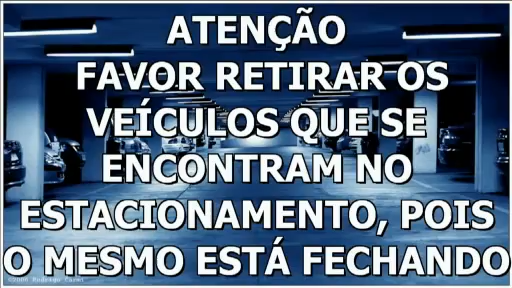 ATENÇÃO
FAVOR RETIRAR OS
VEÍCULOS QUE SE
ENCONTRAM NO
ESTACIONAMENTO, POIS
O MESMO ESTÁ FECHANDO